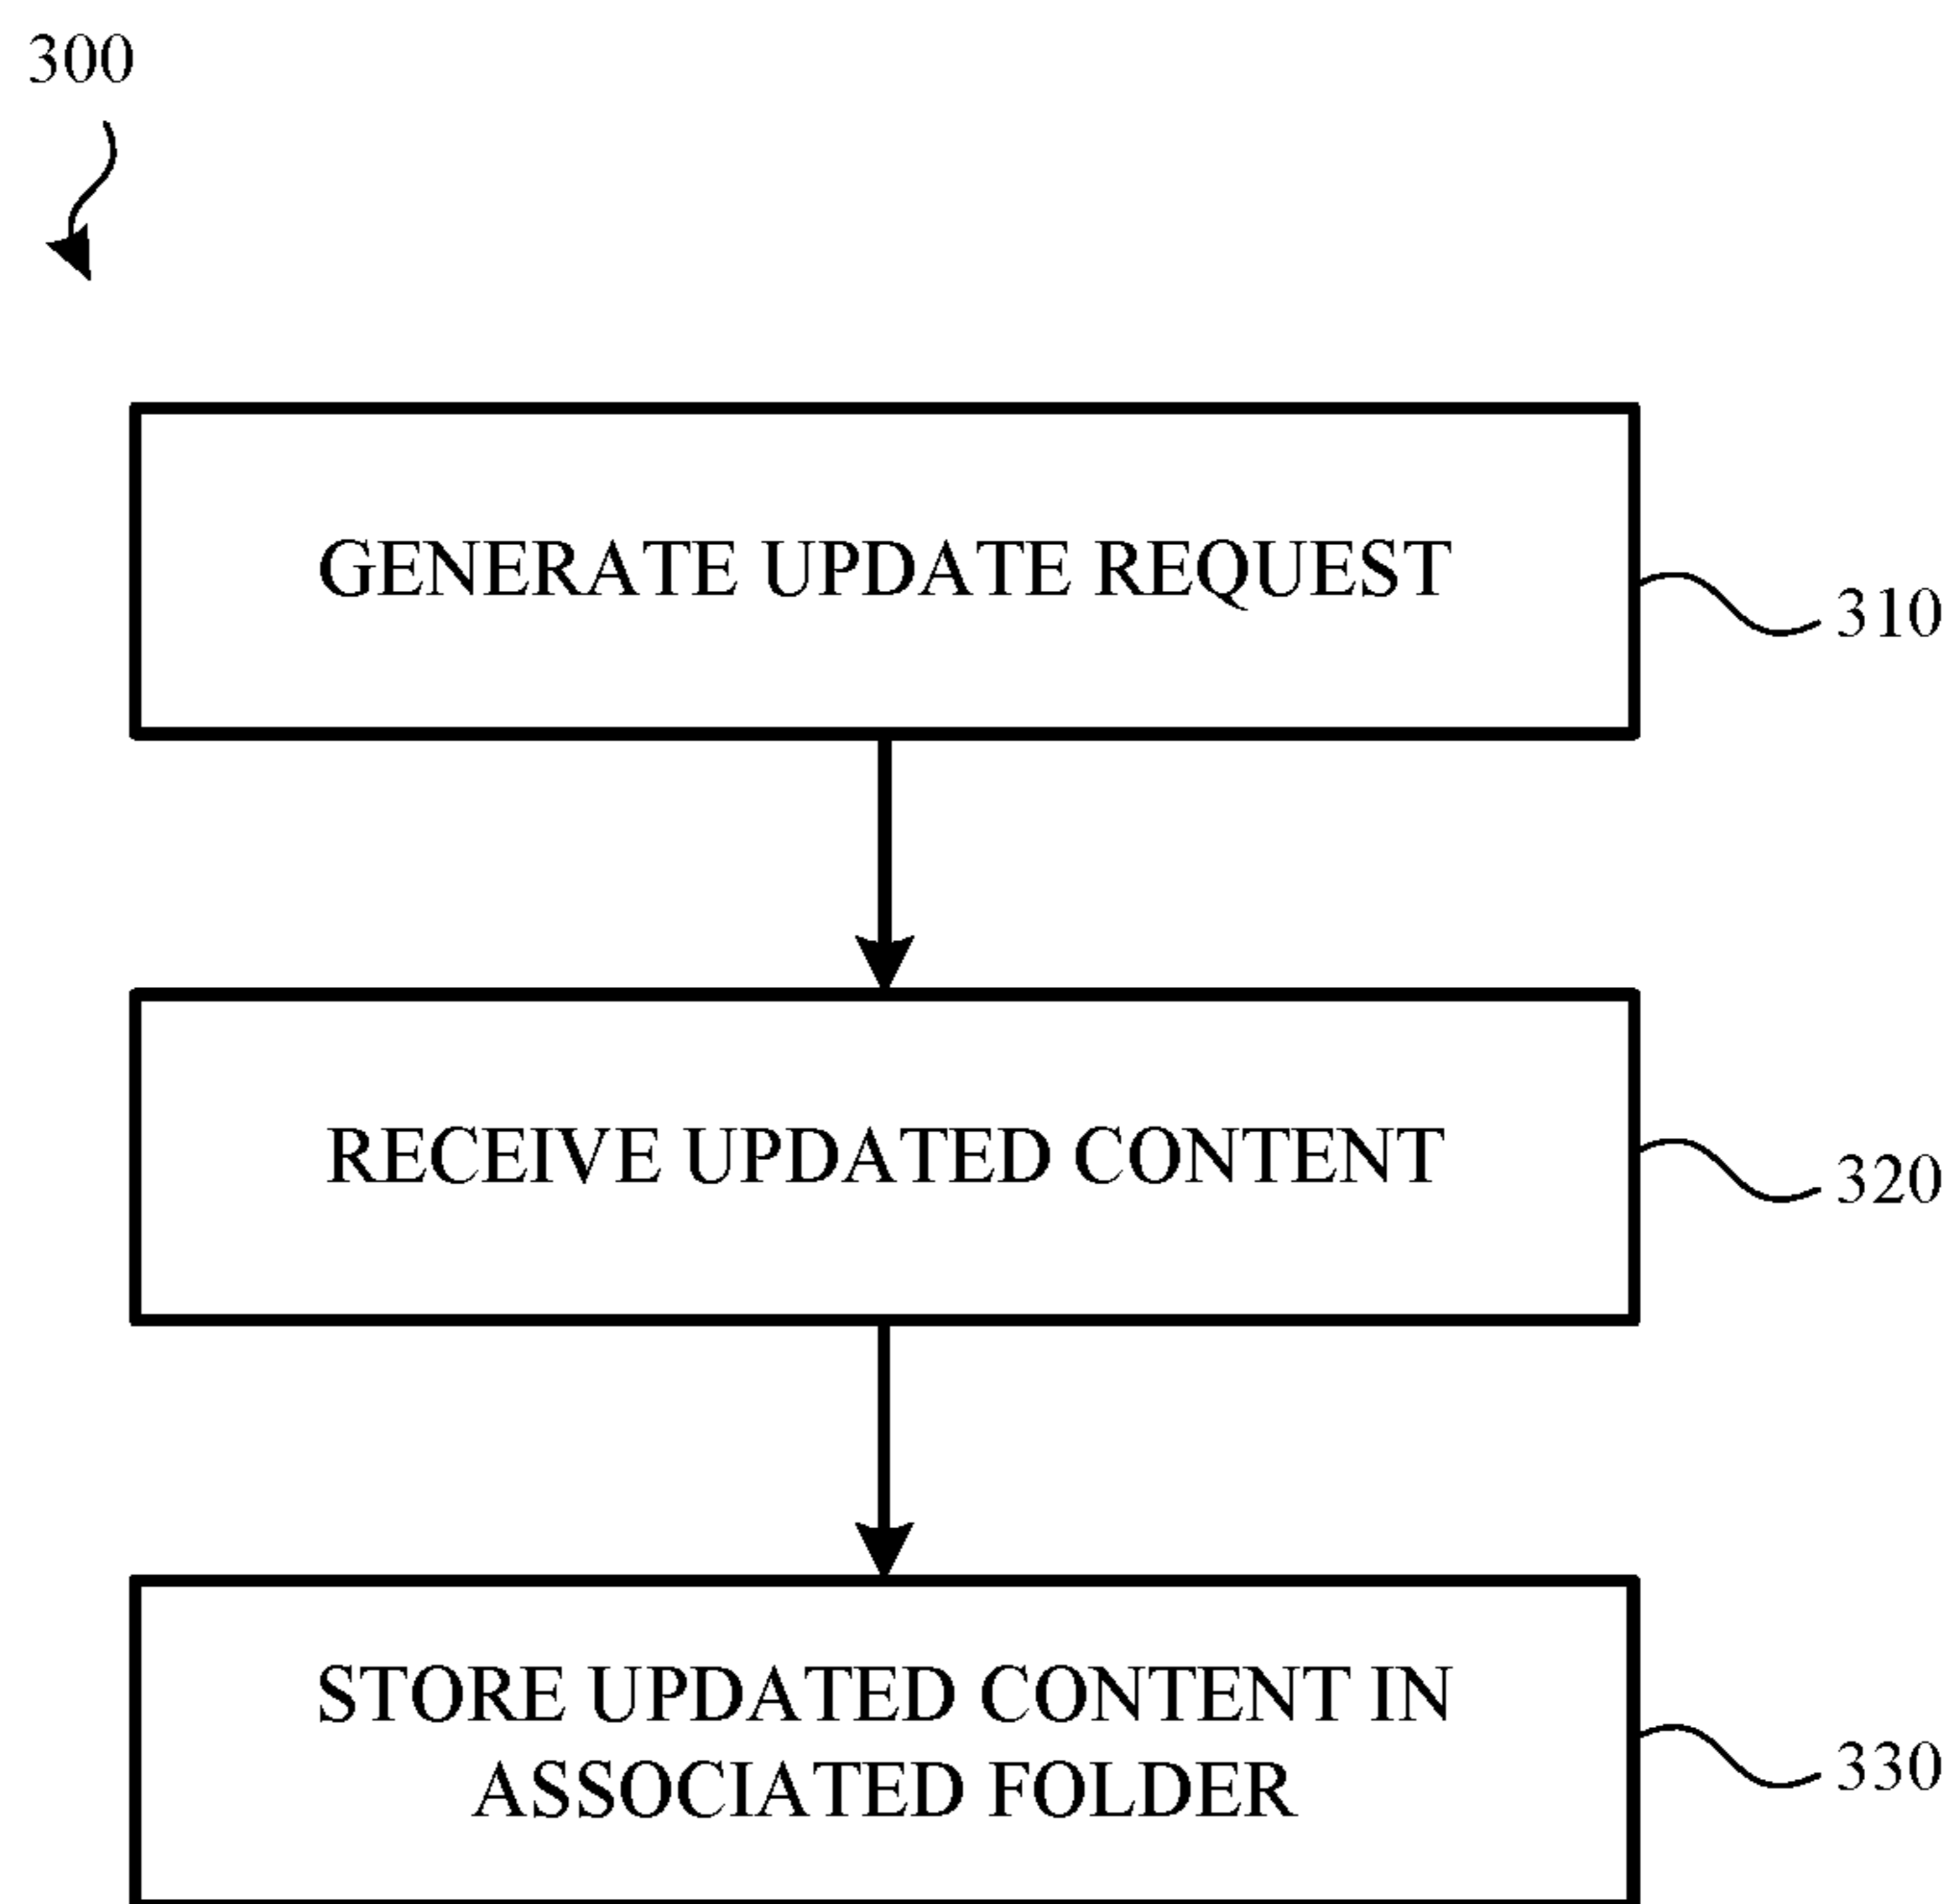 300
GENERATE UPDATE REQUEST
310
RECEIVE UPDATED CONTENT
320
STORE UPDATED CONTENT IN
ASSOCIATED FOLDER
330